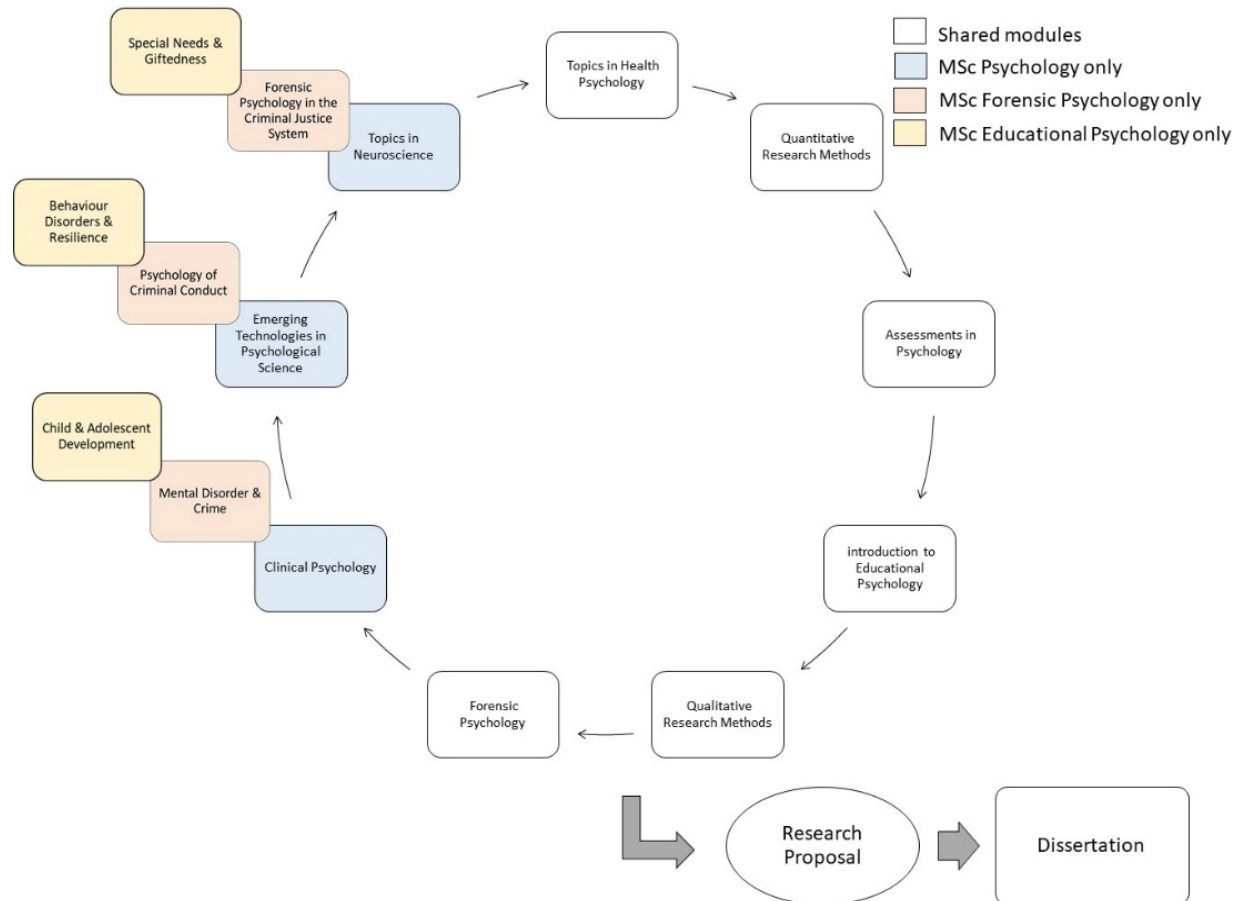 Special Needs &
Giftedness
Forensic
Psychology in the
Criminal Justice
System
Topics in
Neuroscience
Topics in Health
Psychology
Quantitative
Research Methods
Shared modules
MSc Psychology only
MSc Forensic Psychology only
MSc Educational Psychology only
Behaviour
Disorders &
Resilience
Psychology of
Criminal Conduct
Emerging
Technologies in
Psychological
Science
Assessments in
Psychology
Child & Adolescent
Development
Mental Disorder &
Crime
Clinical Psychology
introduction to
Educational
Psychology
Forensic
Psychology
Qualitative
Research Methods
Research
Proposal
Dissertation